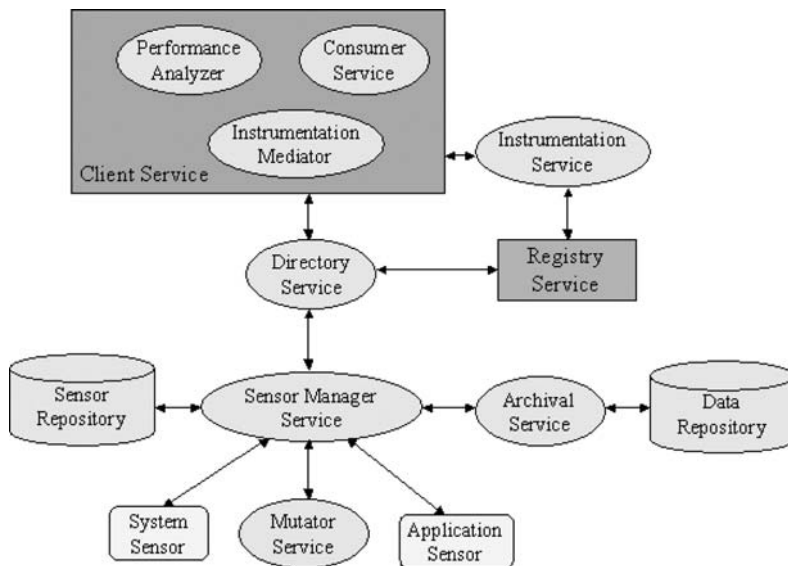 Performance
Analyzer
Consumer
Service
Instrumentation
Mediator
Client Service
Instrumentation
Service
Directory
Service
Registry
Service
Sensor
Repository
Sensor Manager
Service
Archival
Service
Data
Repository
System
Sensor
Mutator
Service
Application
Sensor